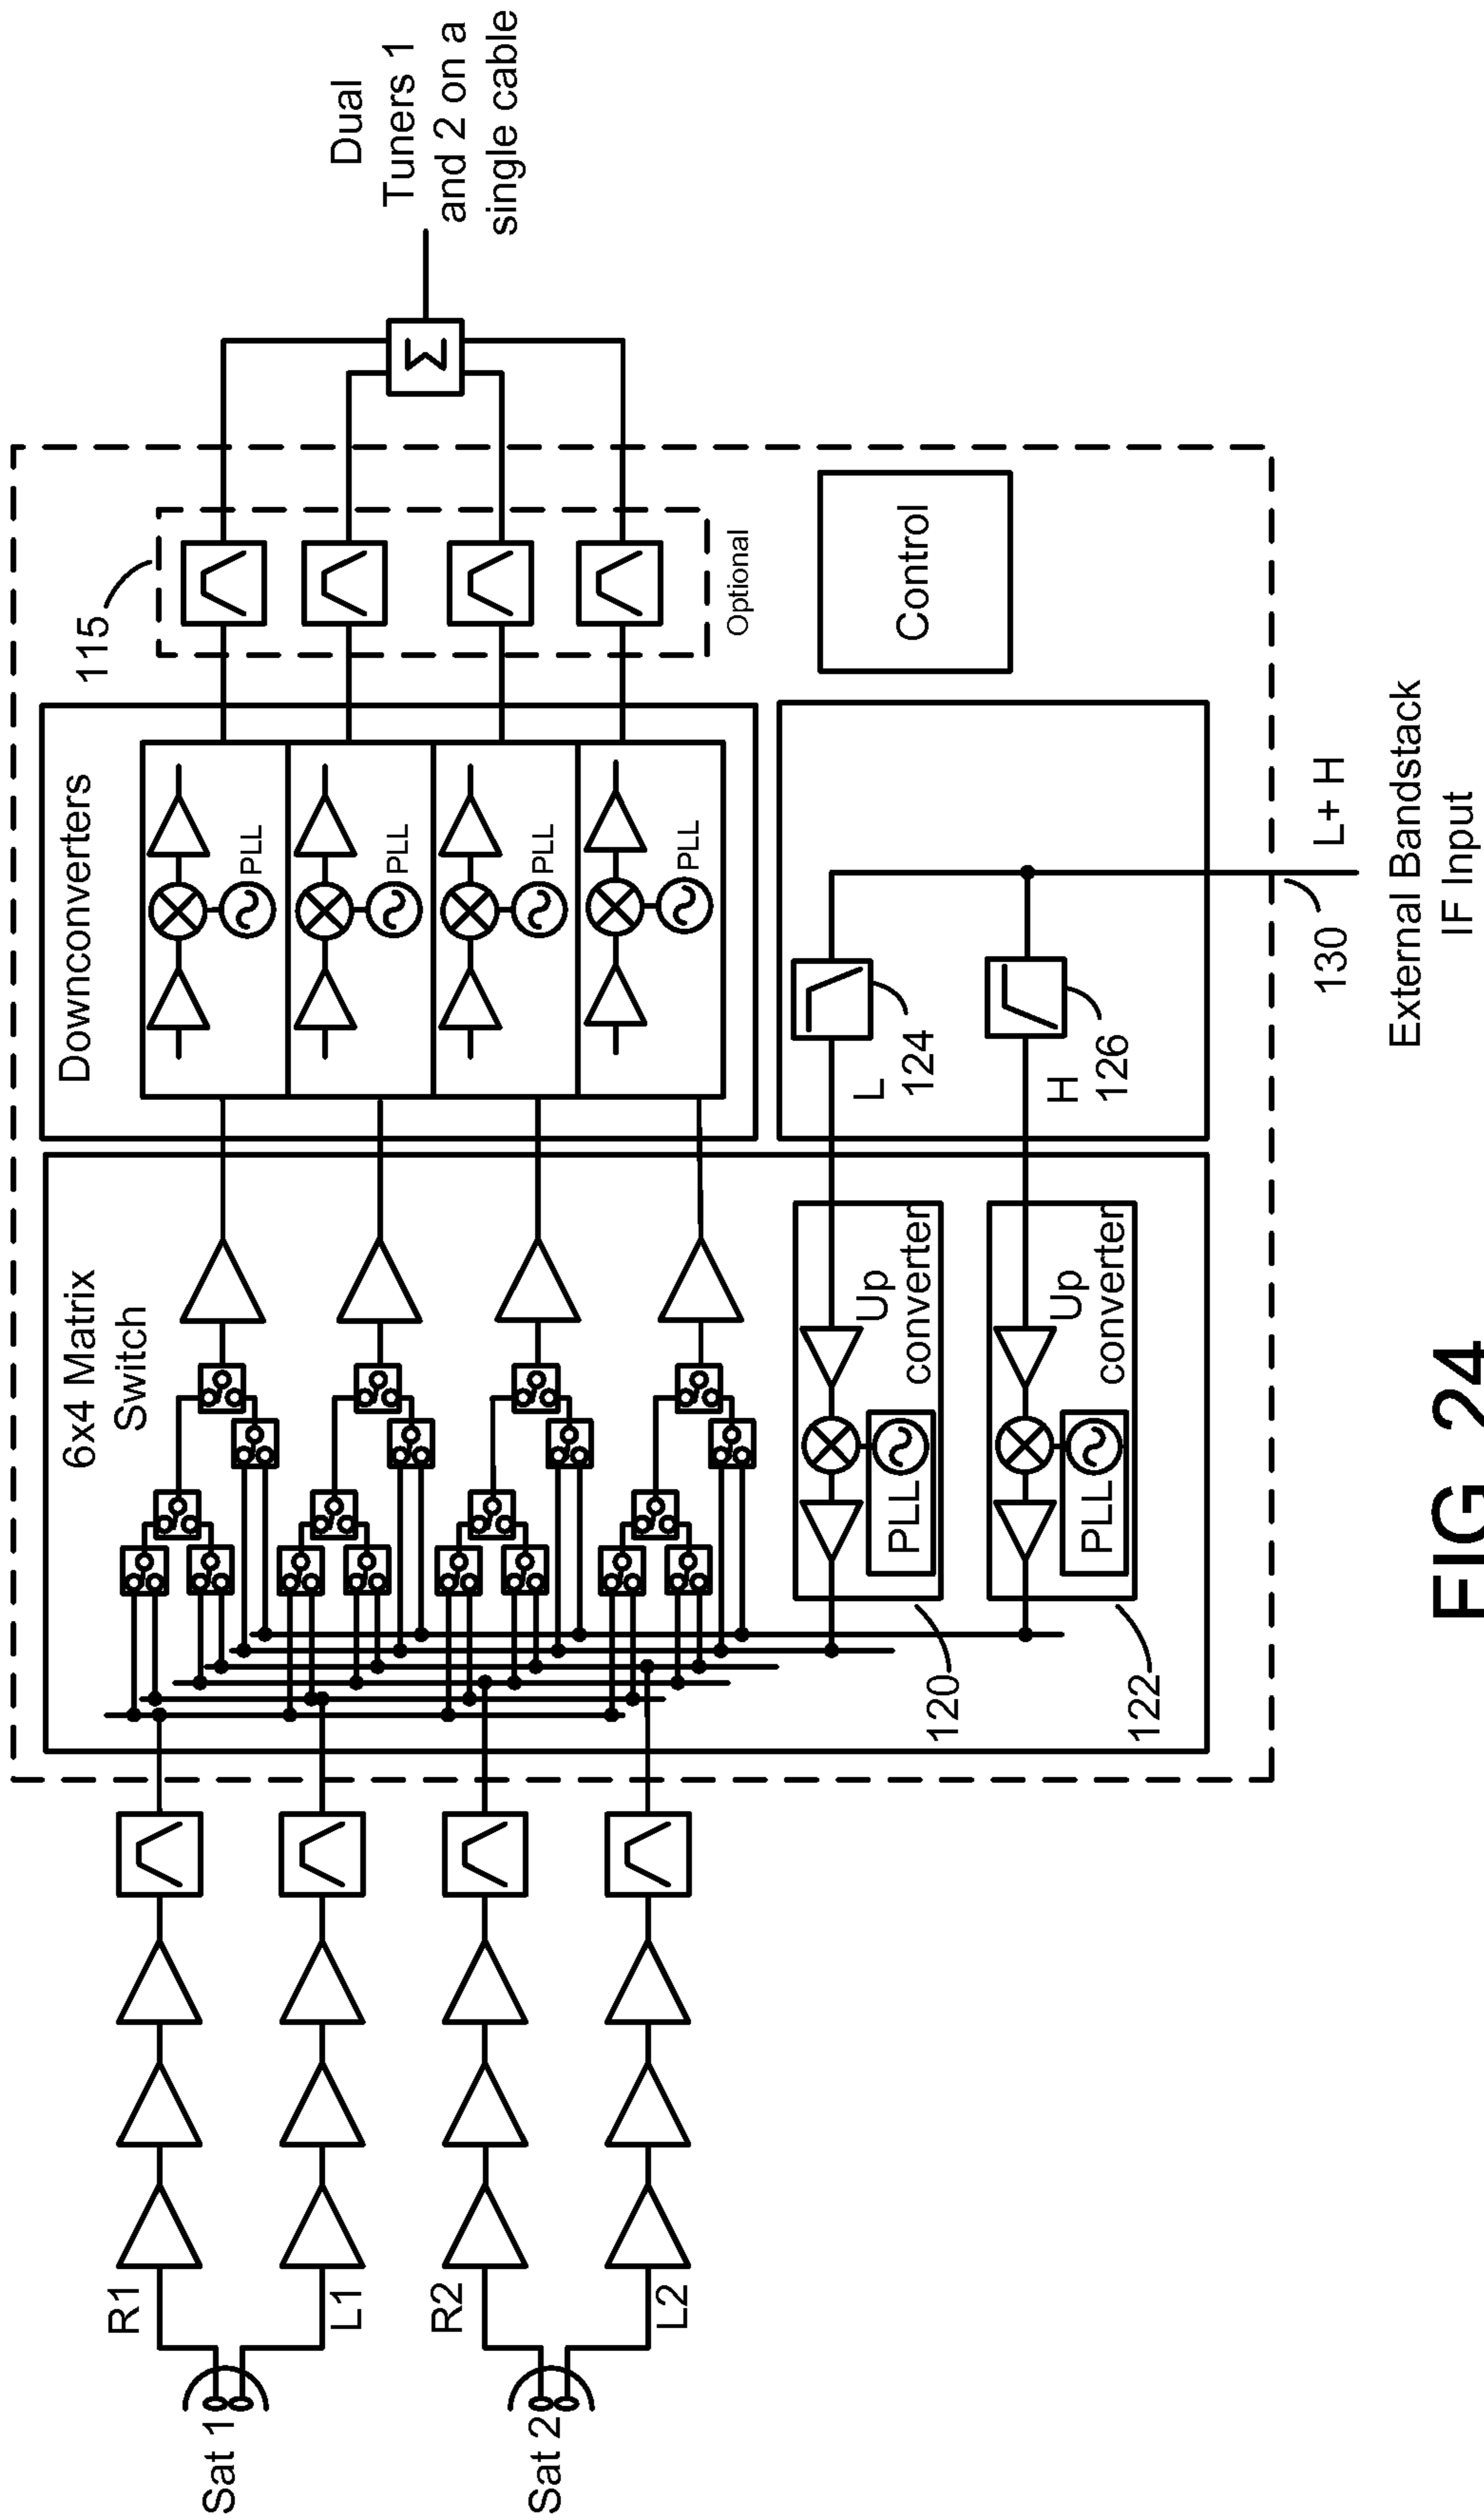 Sat 1
R1
L1
Sat 2
R2
L2
6x4 Matrix
Switch
Downconverters
PLL
PLL
PLL
PLL
115
Optional
Dual
Tuners 1
and 2 on a
single cable
Up
converter
PLL
120
Up
converter
PLL
122
L
124
H
126
Control
130
L+ H
External Bandstack
IF Input
FIG. 24